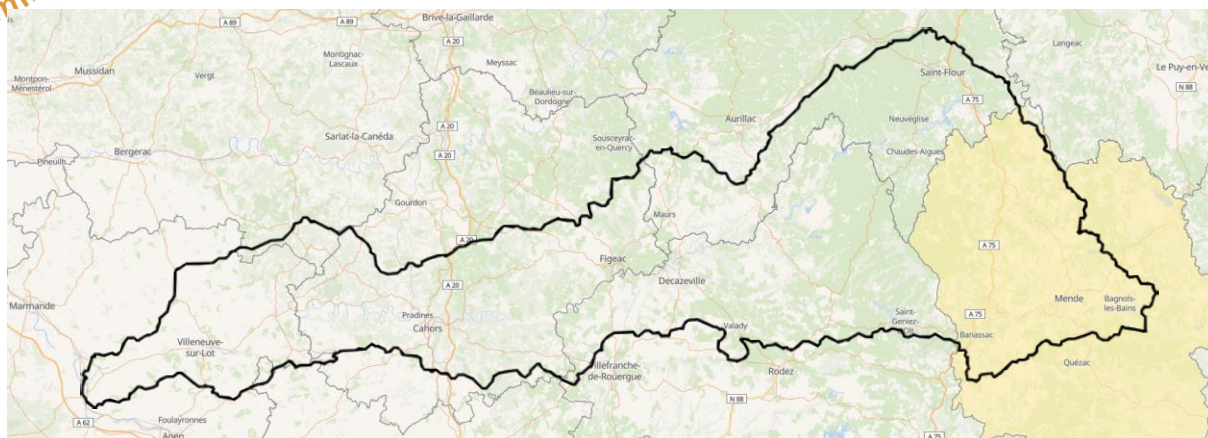 A 89
A 89
Brive-la-Gaillarde
A 20
Langeac
Montignac-
Lascaux
Meyssac
Mussidan
Vergt
Montpon-
Ménestérol
Saint-Flour
Le Puy-en-Ve
N 88
Beaulieu-sur-
Dordogne
A 75
A 20
Aurillac
Neuvéglise
Sarlat-la-Canéda
Sousceyrac-
en-Quercy
Bergerac
A 20
Chaudes-Aigues
Pineuilh
Gourdon
Maurs
A 20
A 75
Figeac
Decazeville
A 20
Mende
Bagnols-
les-Bains
Marmande
Pradines
Cahors
Saint-
Geniez-
A 75
Valady
Banassac
Villeneuve-
sur-Lot
Quézac
Villefranche-
de-Rouergue
Rodez
N 88
A 62
Foulayronnes
Agen
A 75